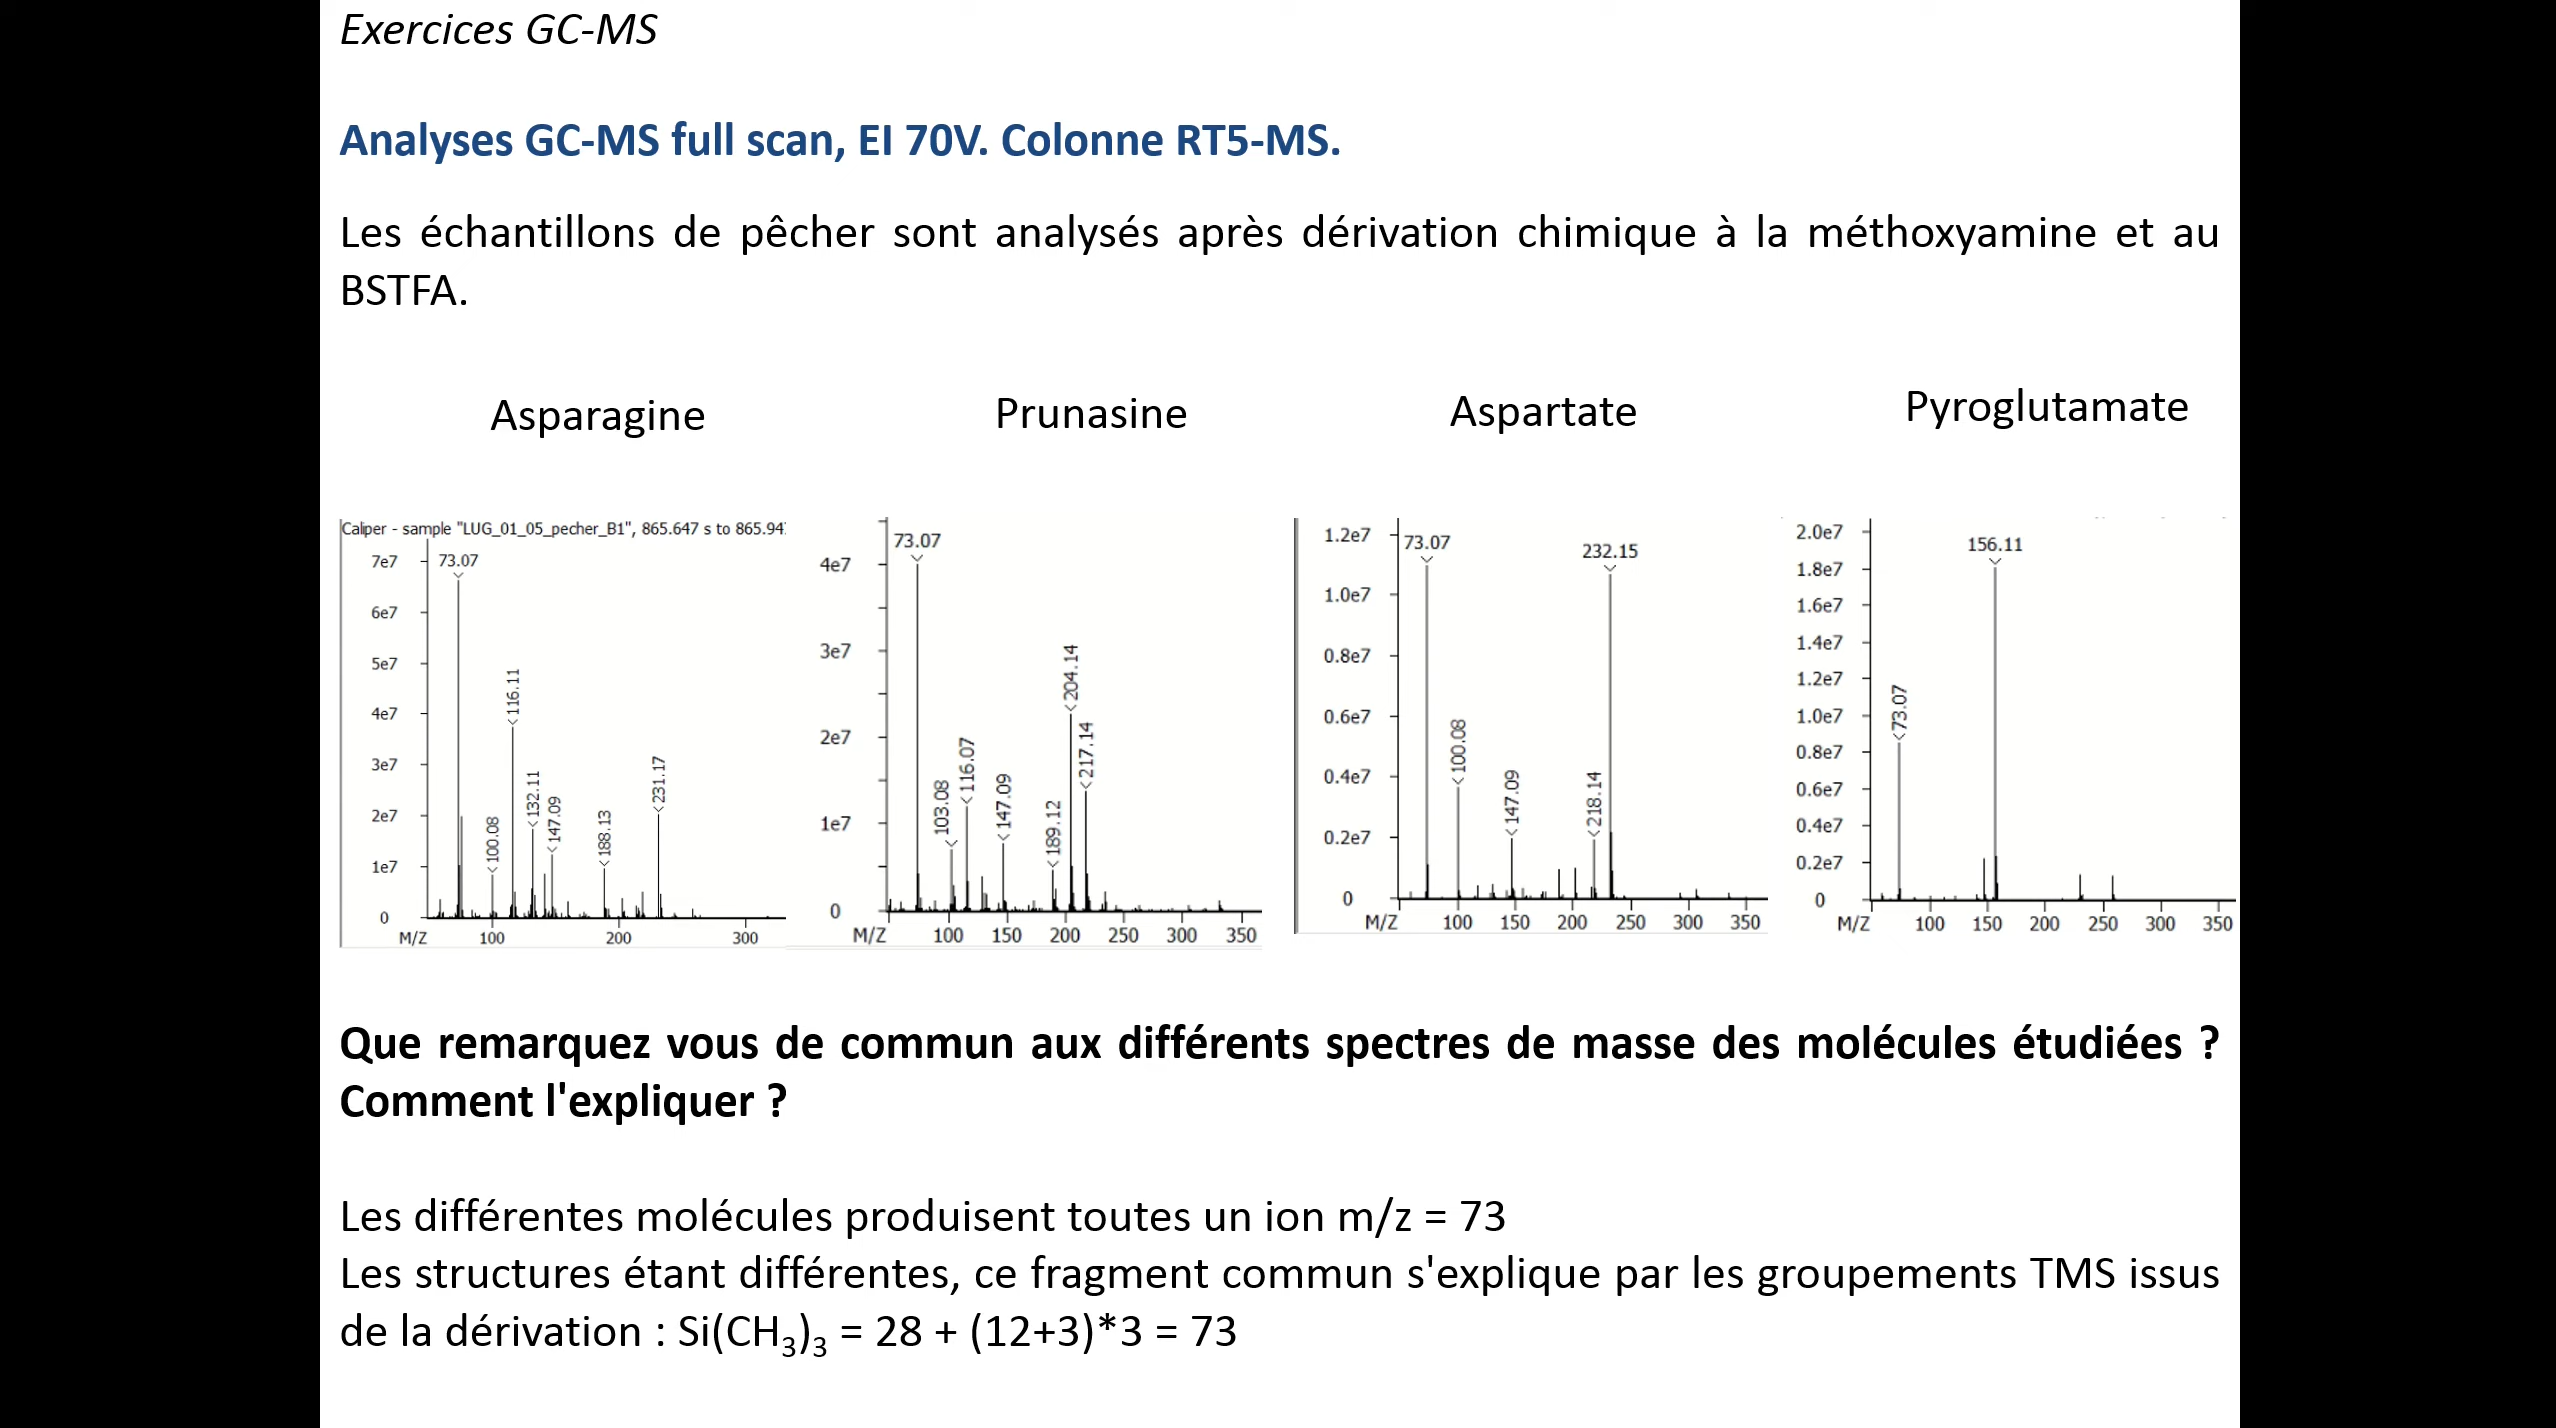 Exercices GC-MS
Analyses GC-MS full scan, EI 70V. Colonne RT5-MS.
Les échantillons de pêcher sont analysés après dérivation chimique à la méthoxyamine et au
BSTFA.
Asparagine
Prunasine
Aspartate
Pyroglutamate
Caliper - sample "LUG_01_05_pecher_B1", 865.647 s to 865.94
7e7
6e7
5e7
4e7
3e7
2e7
1e7
0
73.07
100.08
116.11
132.11
147.09
188.13
231.17
M/Z
100
200
300
4e7
3e7
2e7
1e7
0
73.07
103.08
116.07
147.09
189.12
204.14
217.14
M/Z
100
150
200
250
300
350
1.2e7
1.0e7
0.8e7
0.6e7
0.4e7
0.2e7
0
73.07
100.08
147.09
218.14
232.15
M/Z
100
150
200
250
300
350
2.0e7
1.8e7
1.6e7
1.4e7
1.2e7
1.0e7
0.8e7
0.6e7
0.4e7
0.2e7
0
73.07
156.11
M/Z
100
150
200
250
300
350
Que remarquez vous de commun aux différents spectres de masse des molécules étudiées ?
Comment l'expliquer ?
Les différentes molécules produisent toutes un ion m/z = 73
Les structures étant différentes, ce fragment commun s'explique par les groupements TMS issus
de la dérivation : Si(CH₃)₃ = 28 + (12+3)*3 = 73